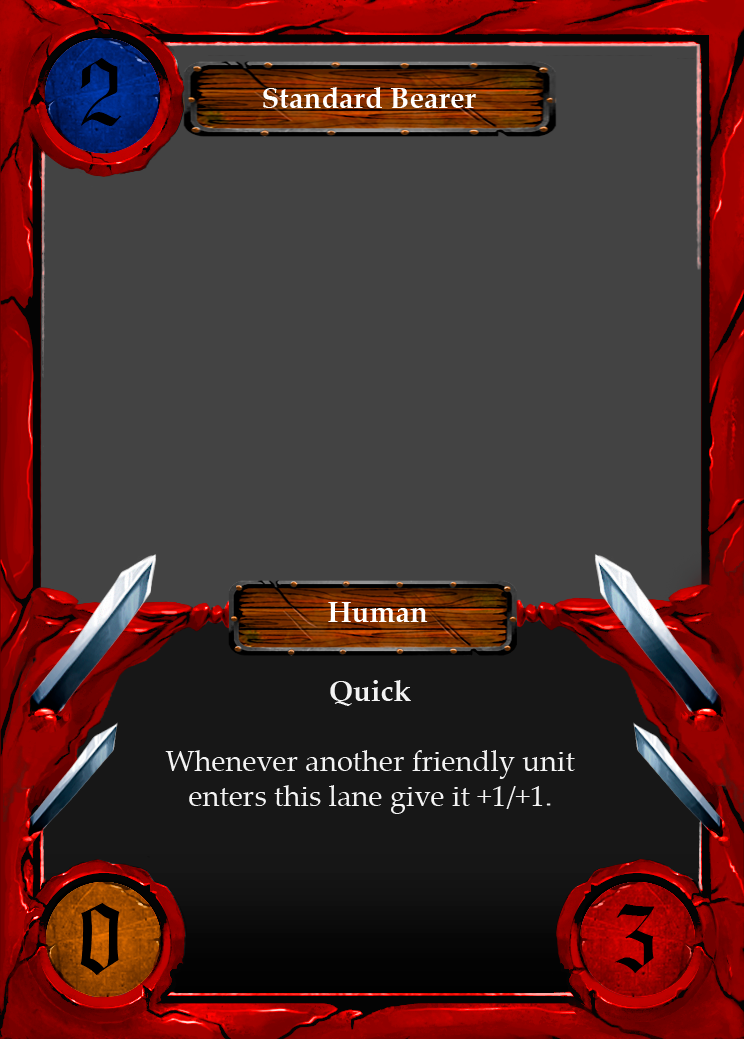 2
Standard Bearer
Human
Quick
Whenever another friendly unit
enters this lane give it +1/+1.
0
3